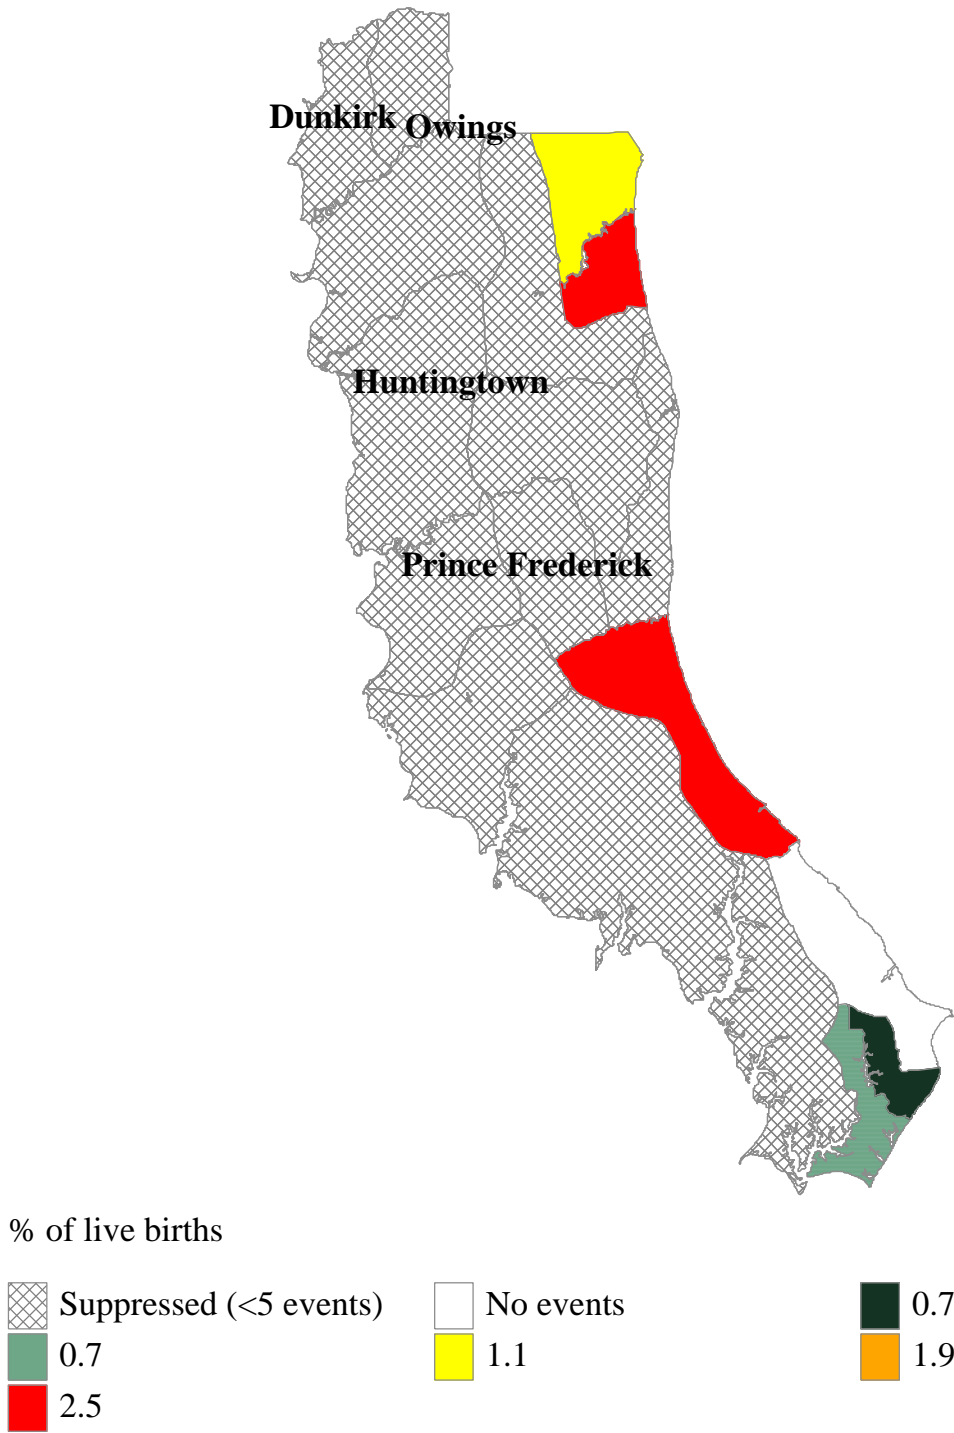 Dunkirk
Owings
Huntingtown
Prince Frederick
% of live births
Suppressed (<5 events)
No events
0.7
0.7
1.1
1.9
2.5